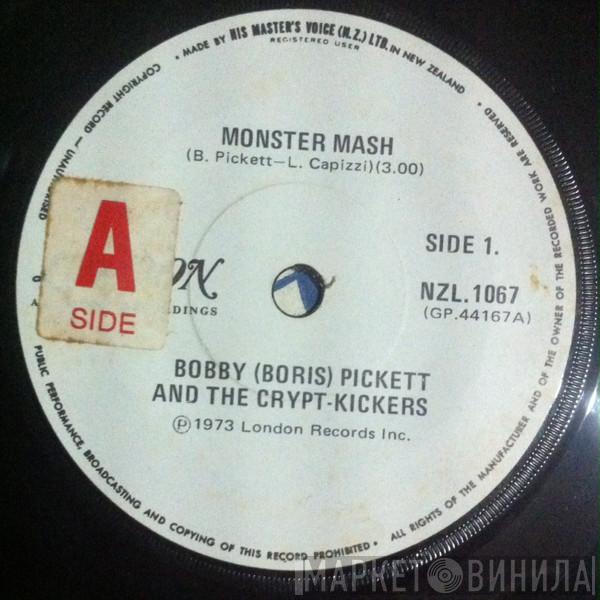 • MADE BY HIS MASTER'S VOICE (N.Z.) LTD. IN NEW ZEALAND •
REGISTERED USER
MONSTER MASH
(B. Pickett—L. Capizzi)(3.00)
A
SIDE
SIDE 1.
NZL.1067
(GP.44167A)
BOBBY (BORIS) PICKETT
AND THE CRYPT-KICKERS
Ⓟ1973 London Records Inc.
ALL RIGHTS OF THE MANUFACTURER AND OF THE OWNER OF THE RECORDED WORK ARE RESERVED •
COPYRIGHT RECORD —
PUBLIC PERFORMANCE, BROADCASTING AND COPYING OF THIS RECORD PROHIBITED •
МАРКЕТ ВИНИЛА